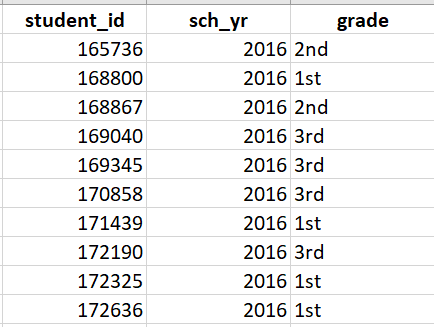 student_id sch_yr grade
165736 2016 2nd
168800 2016 1st
168867 2016 2nd
169040 2016 3rd
169345 2016 3rd
170858 2016 3rd
171439 2016 1st
172190 2016 3rd
172325 2016 1st
172636 2016 1st